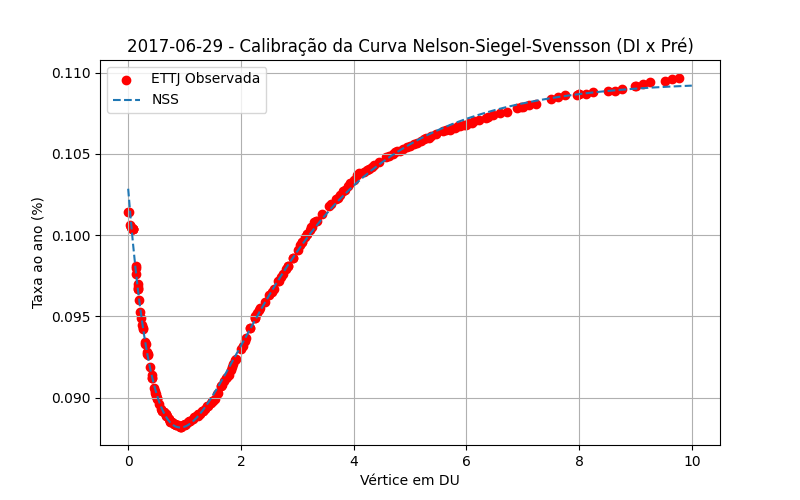 2017-06-29 - Calibração da Curva Nelson-Siegel-Svensson (DI x Pré)
0.110
ETTJ Observada
NSS
0.105
0.100
0.095
0.090
Taxa ao ano (%)
0 2 4 6 8 10
Vértice em DU